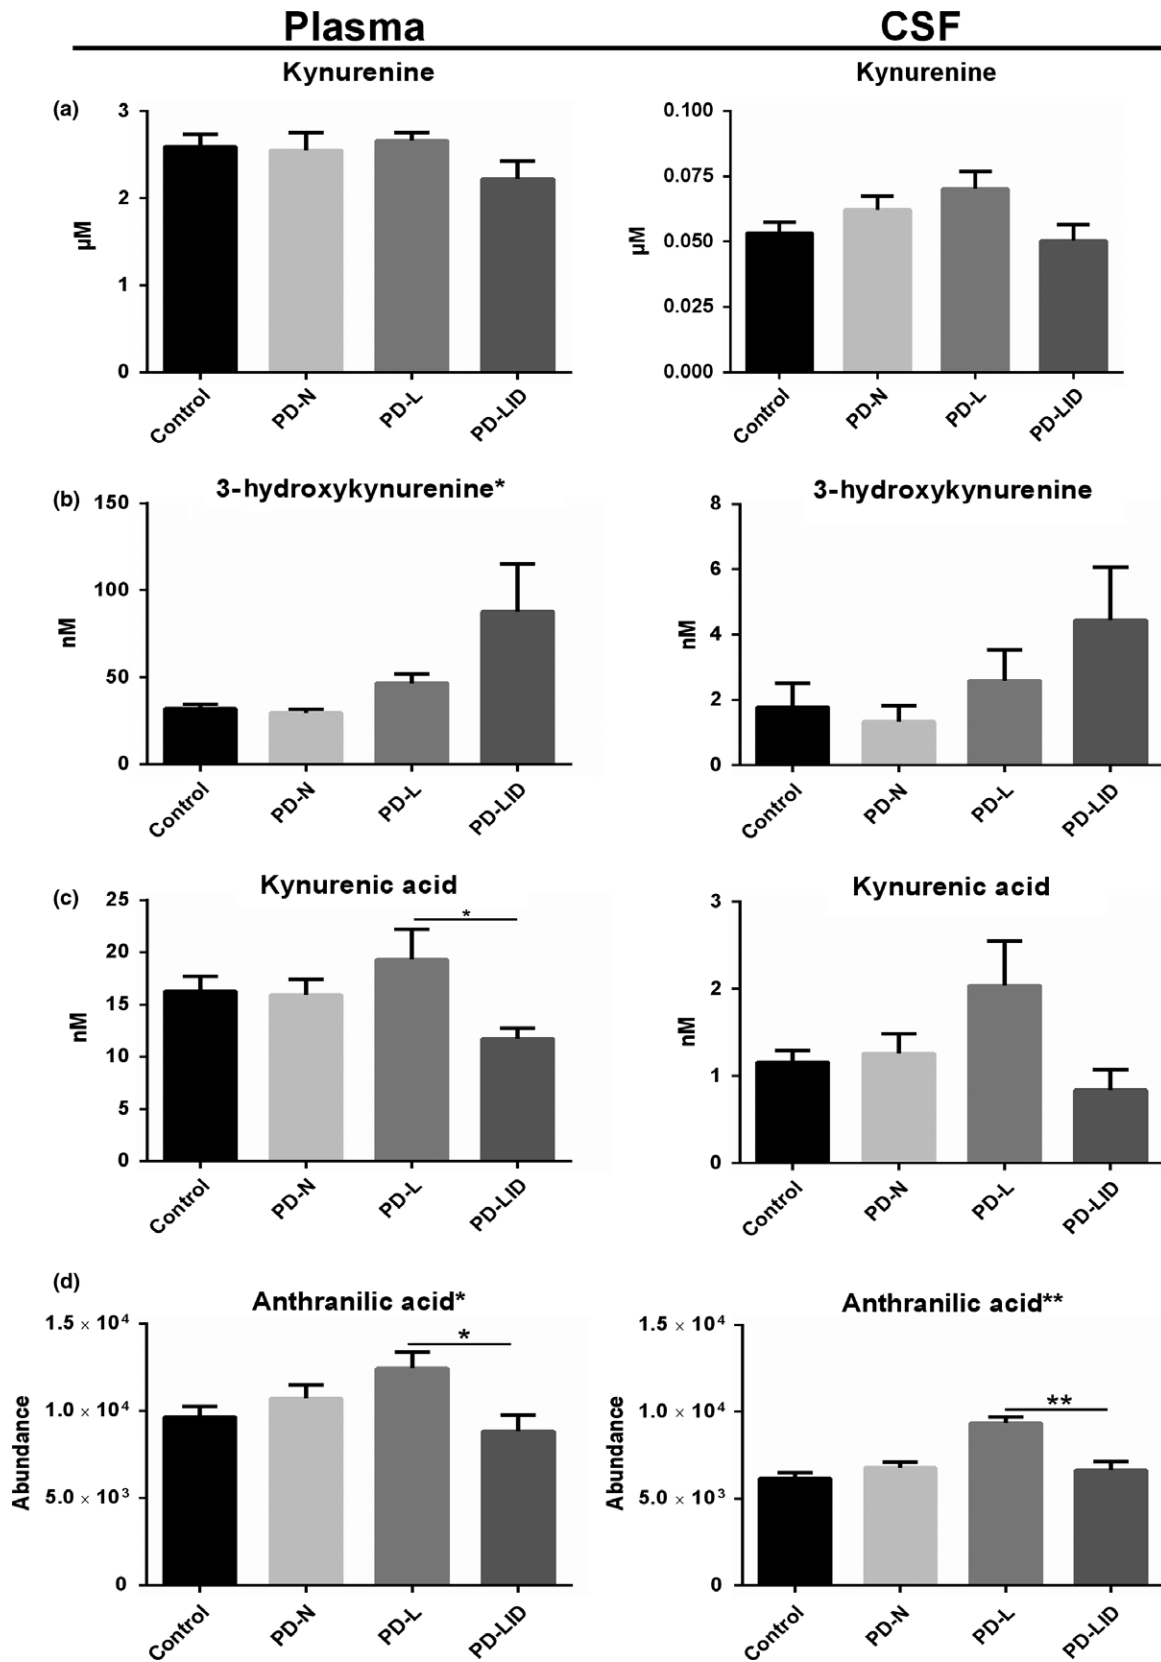 Plasma CSF
Kynurenine Kynurenine
(a)
3
2
1
0
µM
Control PD-N PD-L PD-LID
0.100
0.075
0.050
0.025
0.000
µM
Control PD-N PD-L PD-LID
(b)
3-hydroxykynurenine*
150
100
50
0
nM
Control PD-N PD-L PD-LID
3-hydroxykynurenine
8
6
4
2
0
nM
Control PD-N PD-L PD-LID
(c)
Kynurenic acid
25
20
15
10
5
0
nM
*
Control PD-N PD-L PD-LID
Kynurenic acid
3
2
1
0
nM
Control PD-N PD-L PD-LID
(d)
Anthranilic acid*
1.5 × 10⁴
1.0 × 10⁴
5.0 × 10³
0
Abundance
*
Control PD-N PD-L PD-LID
Anthranilic acid**
1.5 × 10⁴
1.0 × 10⁴
5.0 × 10³
0
Abundance
**
Control PD-N PD-L PD-LID